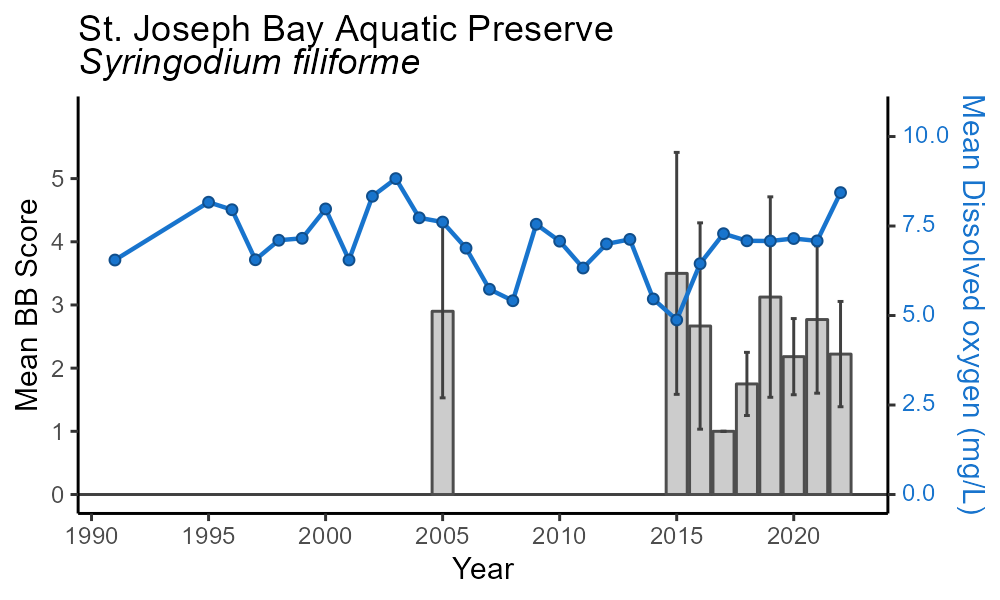 St. Joseph Bay Aquatic Preserve
Syringodium filiforme
Mean BB Score
5
4
3
2
1
0
10.0
7.5
5.0
2.5
0.0
Mean Dissolved oxygen (mg/L)
1990 1995 2000 2005 2010 2015 2020
Year